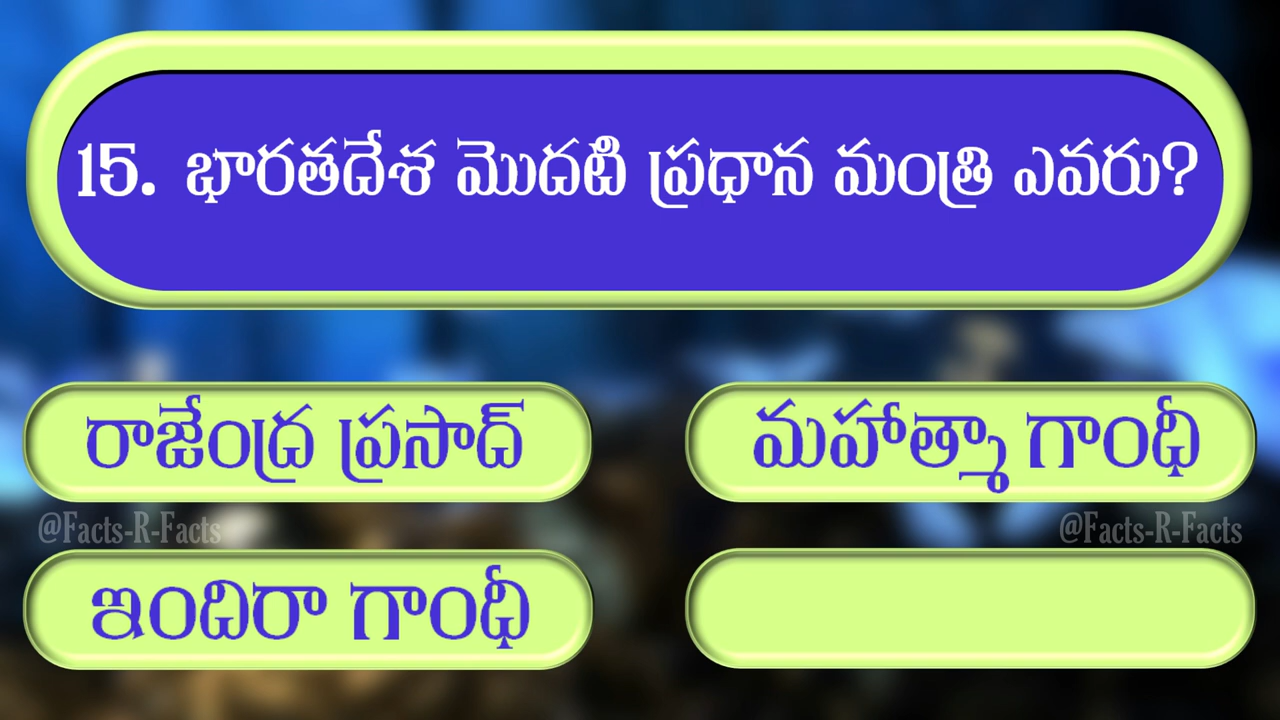 15. భారతదేశ మొదటి ప్రధాన మంత్రి ఎవరు?
రాజేంద్ర ప్రసాద్
మహాత్మా గాంధీ
@Facts-R-Facts
@Facts-R-Facts
ఇందిరా గాంధీ